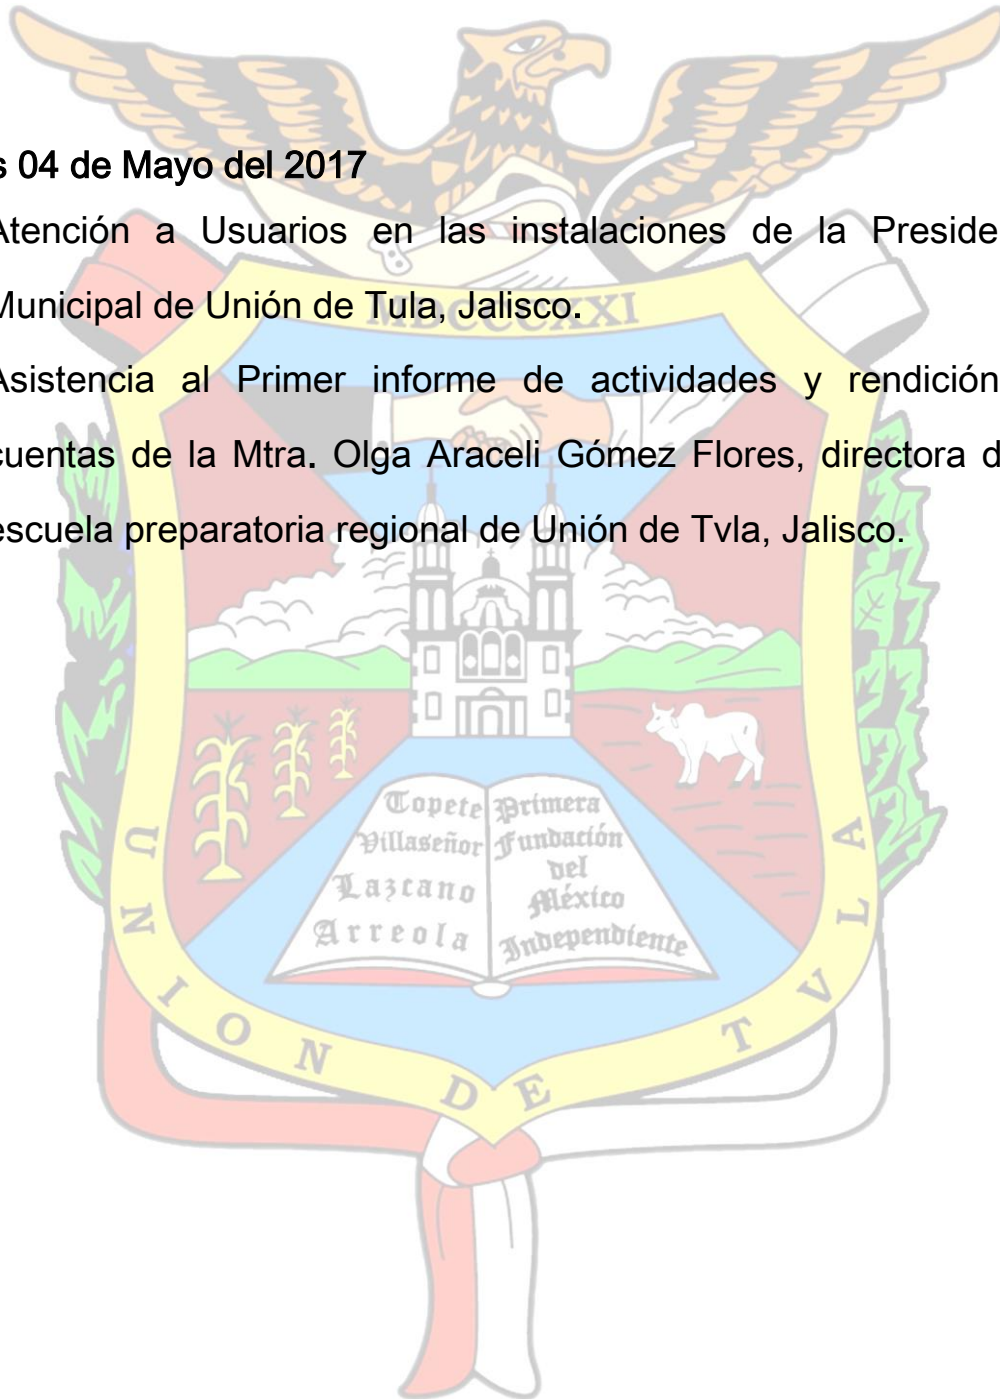 s 04 de Mayo del 2017
Atención a Usuarios en las instalaciones de la Preside
Municipal de Unión de Tula, Jalisco.
MDCCCXXI
Asistencia al Primer informe de actividades y rendición
cuentas de la Mtra. Olga Araceli Gómez Flores, directora d
escuela preparatoria regional de Unión de Tvla, Jalisco.
Topete
Villaseñor
Lazcano
Arreola
Primera
Fundación
del
México
Independiente
UNION DE TVLA